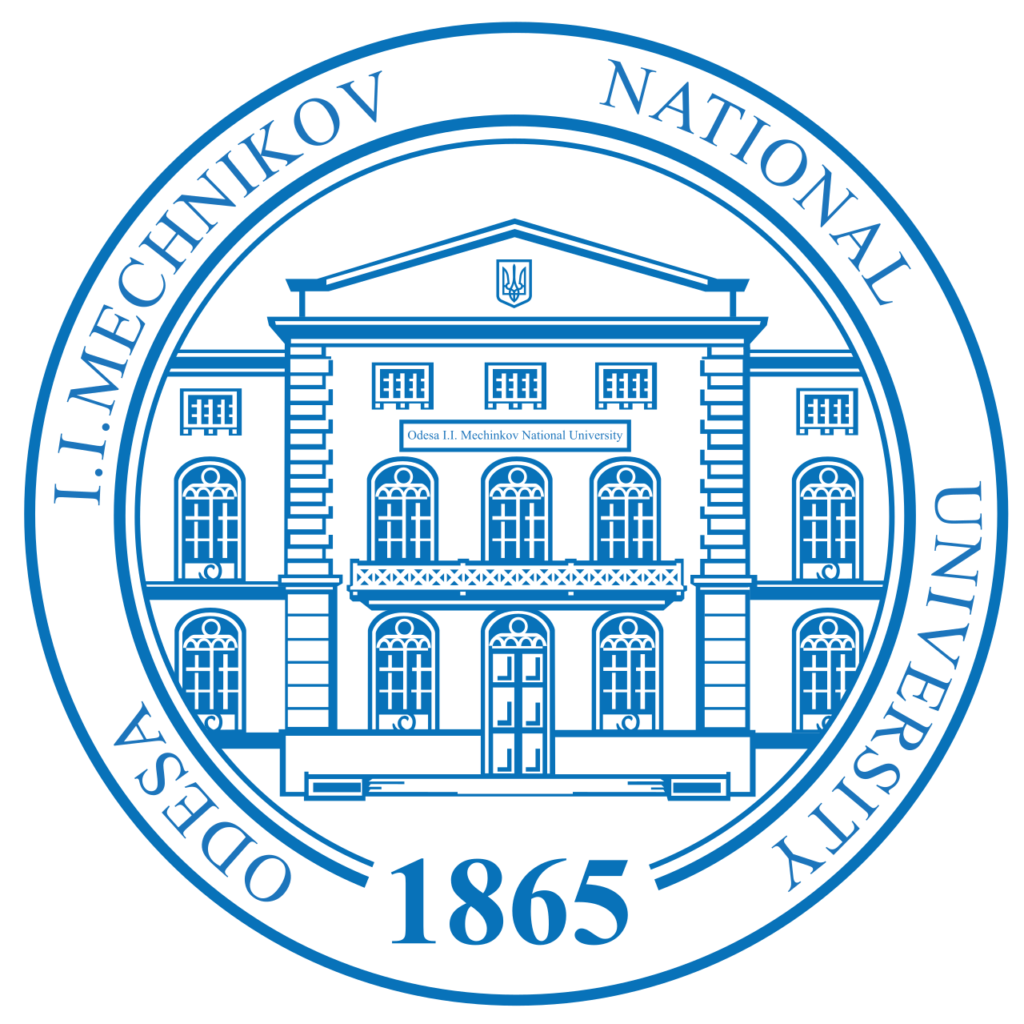 ODESA I.I.MECHNIKOV NATIONAL UNIVERSITY
Odesa I.I. Mechinkov National University
1865